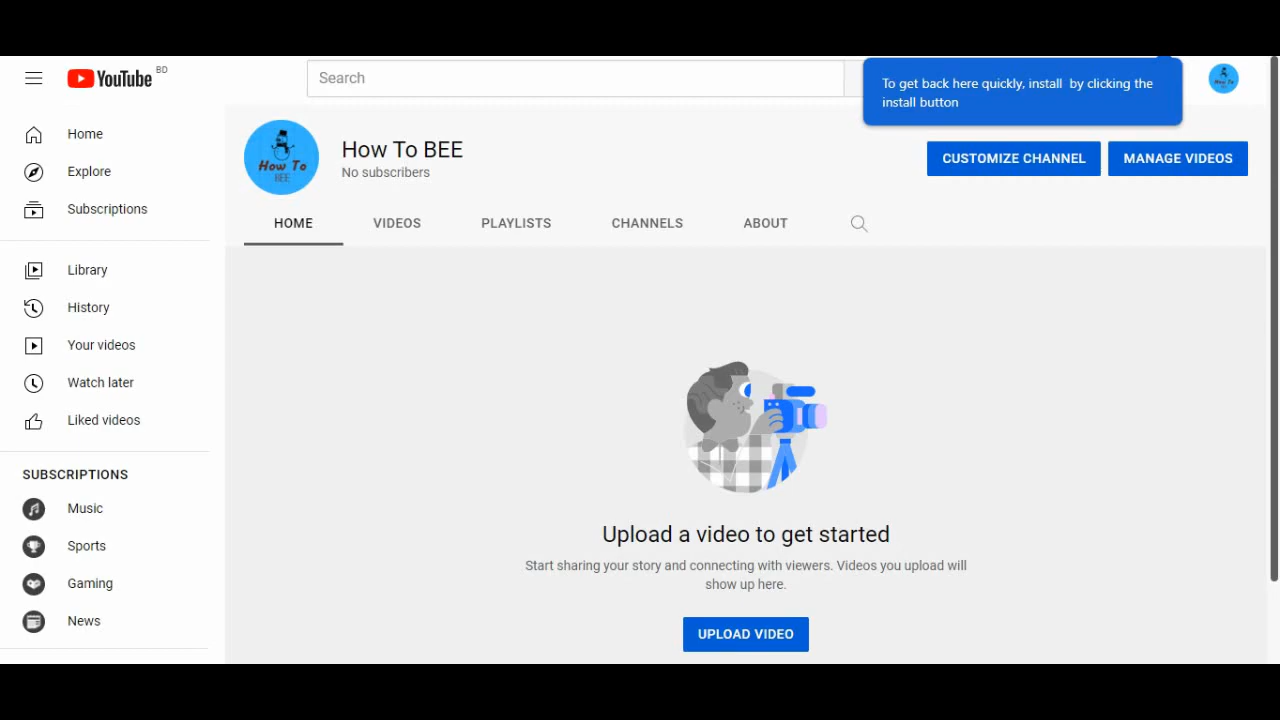 YouTube BD
Search
To get back here quickly, install by clicking the
install button
How To
Home
Explore
Subscriptions
Library
History
Your videos
Watch later
Liked videos
SUBSCRIPTIONS
Music
Sports
Gaming
News
How To
BEE
How To BEE
No subscribers
CUSTOMIZE CHANNEL
MANAGE VIDEOS
HOME
VIDEOS
PLAYLISTS
CHANNELS
ABOUT
Upload a video to get started
Start sharing your story and connecting with viewers. Videos you upload will
show up here.
UPLOAD VIDEO